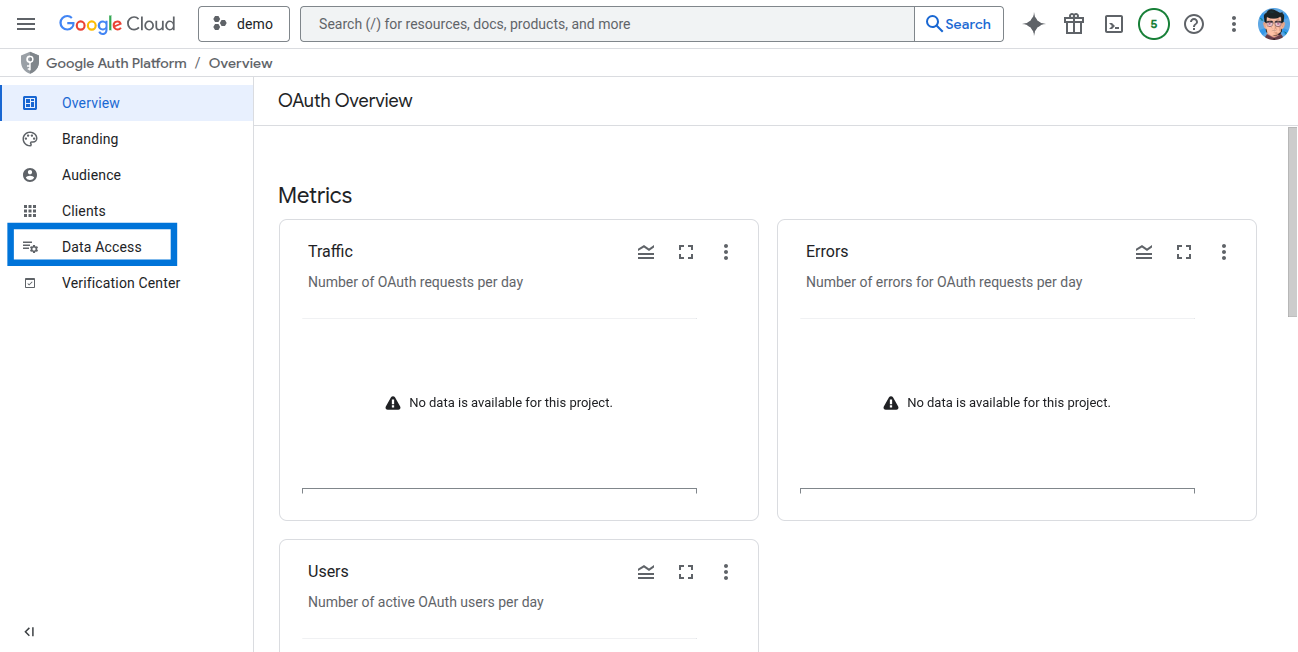 Google Cloud
demo
Search (/) for resources, docs, products, and more
Search
5
Google Auth Platform / Overview
Overview
Branding
Audience
Clients
Data Access
Verification Center
OAuth Overview
Metrics
Traffic
Number of OAuth requests per day
No data is available for this project.
Errors
Number of errors for OAuth requests per day
No data is available for this project.
Users
Number of active OAuth users per day